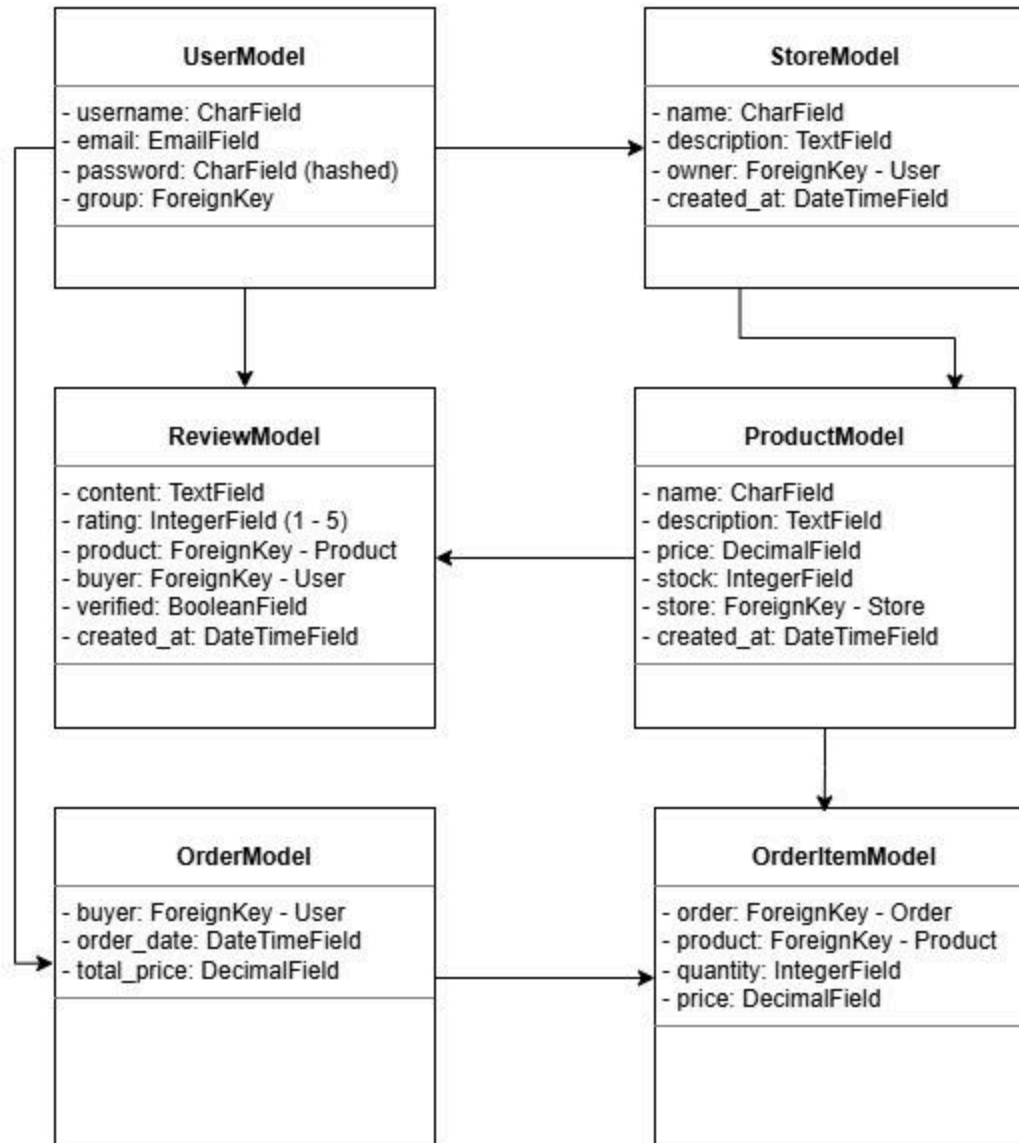 UserModel
- username: CharField
- email: EmailField
- password: CharField (hashed)
- group: ForeignKey
StoreModel
- name: CharField
- description: TextField
- owner: ForeignKey - User
- created_at: DateTimeField
ReviewModel
- content: TextField
- rating: IntegerField (1 - 5)
- product: ForeignKey - Product
- buyer: ForeignKey - User
- verified: BooleanField
- created_at: DateTimeField
ProductModel
- name: CharField
- description: TextField
- price: DecimalField
- stock: IntegerField
- store: ForeignKey - Store
- created_at: DateTimeField
OrderModel
- buyer: ForeignKey - User
- order_date: DateTimeField
- total_price: DecimalField
OrderItemModel
- order: ForeignKey - Order
- product: ForeignKey - Product
- quantity: IntegerField
- price: DecimalField